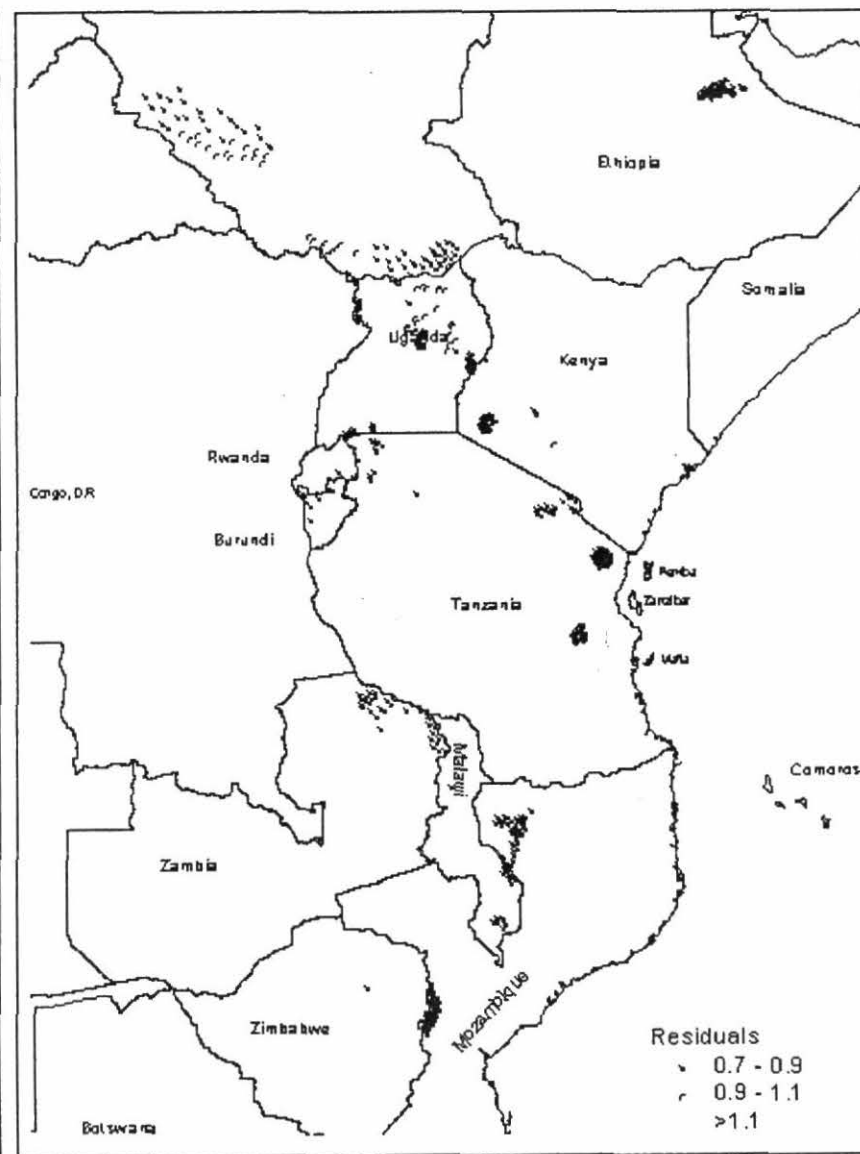 Ethiopia
Somalia
Uganda
Kenya
Rwanda
Congo, D.R
Burundi
Pemba
Tanzania
Zanzibar
Mafia
Malawi
Comoros
Zambia
Mozambique
Zimbabwe
Residuals
0.7 - 0.9
0.9 - 1.1
>1.1
Botswana